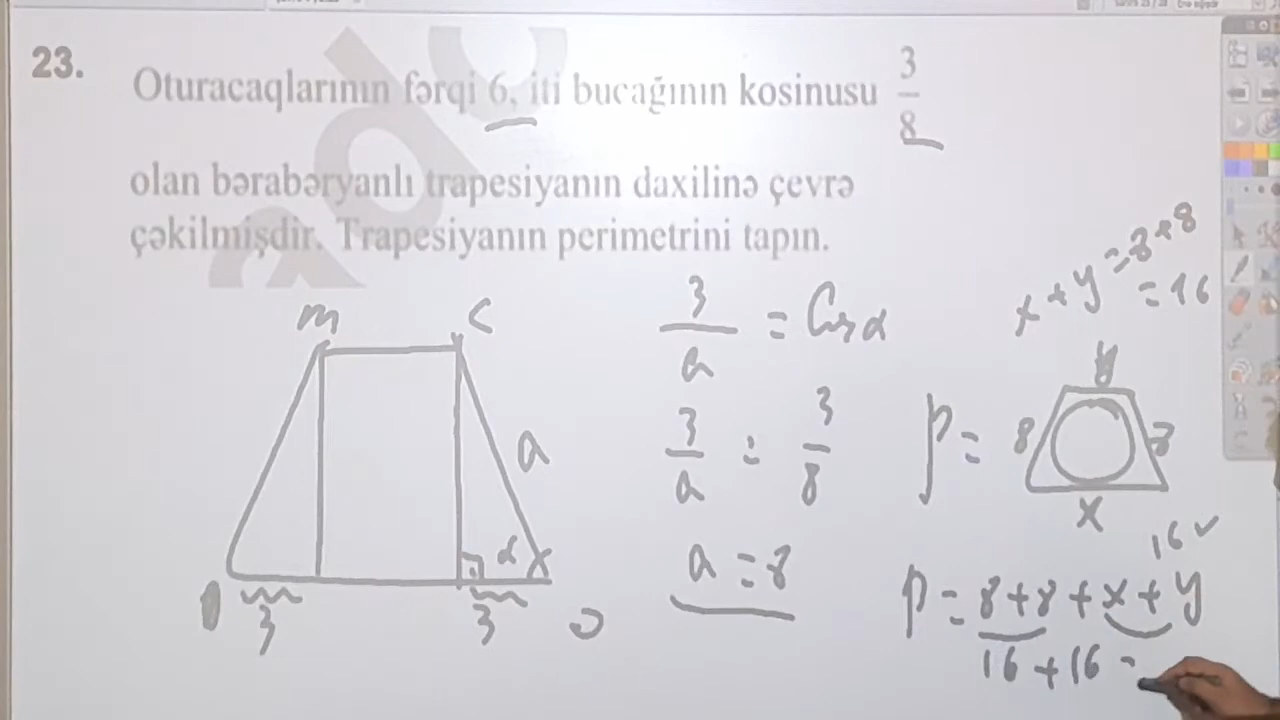 23.
Oturacaqlarının fərqi 6, iti bucağının kosinusu 3/8
olan bərabəryanlı trapesiyanın daxilinə çevrə
çəkilmişdir. Trapesiyanın perimetrini tapın.
m C
a
α
3 3
3/a = Cos α
3/a = 3/8
a = 8
x + y = 8 + 8
= 16
y
P = 8 8
x
16 ✓
P = 8 + 8 + x + y
16 + 16 =